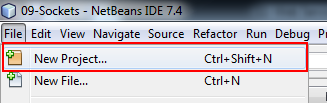 09-Sockets - NetBeans IDE 7.4
File Edit View Navigate Source Refactor Run Debug
New Project... Ctrl+Shift+N
New File... Ctrl+N